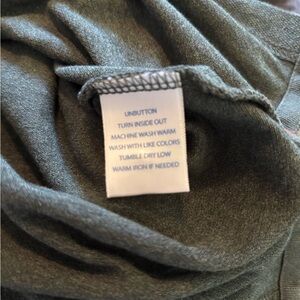 UNBUTTON
TURN INSIDE OUT
MACHINE WASH WARM
WASH WITH LIKE COLORS
TUMBLE DRY LOW
WARM IRON IF NEEDED